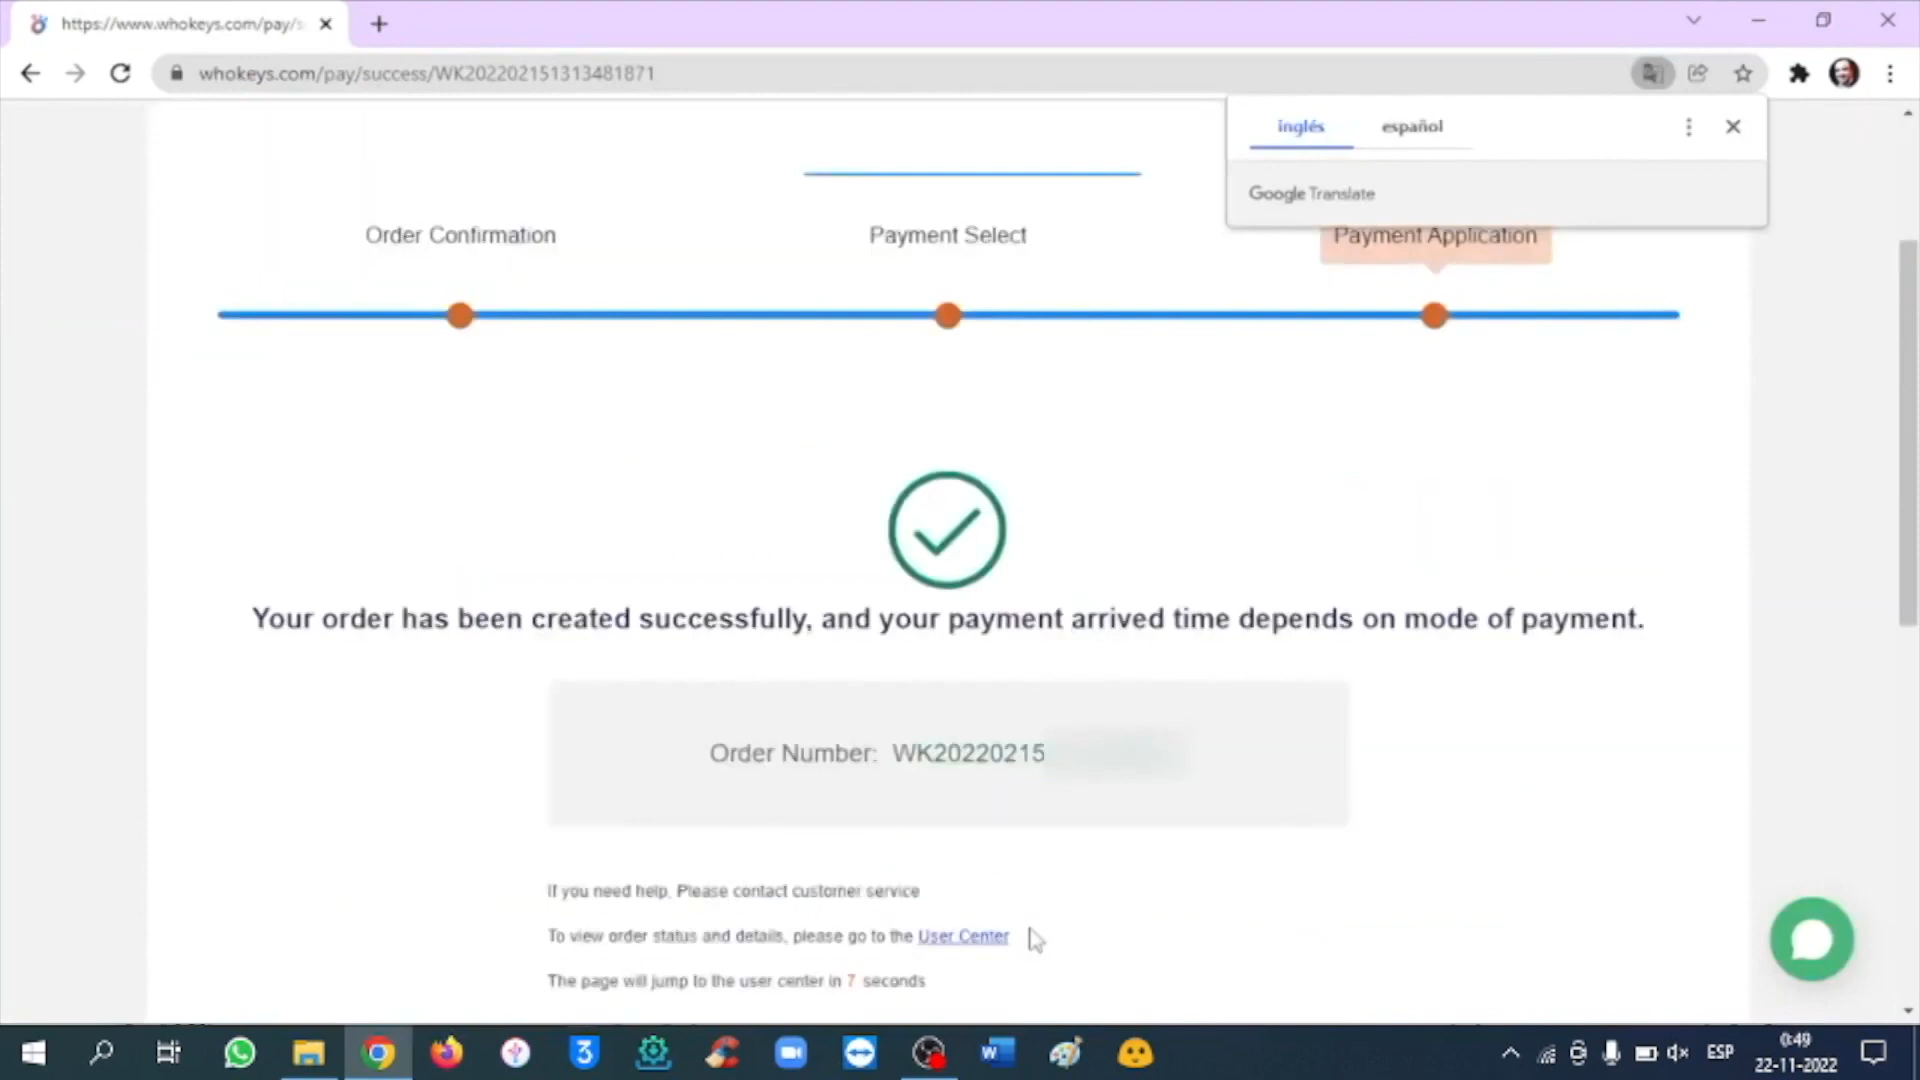 https://www.whokeys.com/pay/s
whokeys.com/pay/success/WK202202151313481871
inglés
español
Google Translate
Order Confirmation
Payment Select
Payment Application
Your order has been created successfully, and your payment arrived time depends on mode of payment.
Order Number: WK20220215
If you need help, Please contact customer service
To view order status and details, please go to the User Center
The page will jump to the user center in 7 seconds
3
W
ESP
0:49
22-11-2022